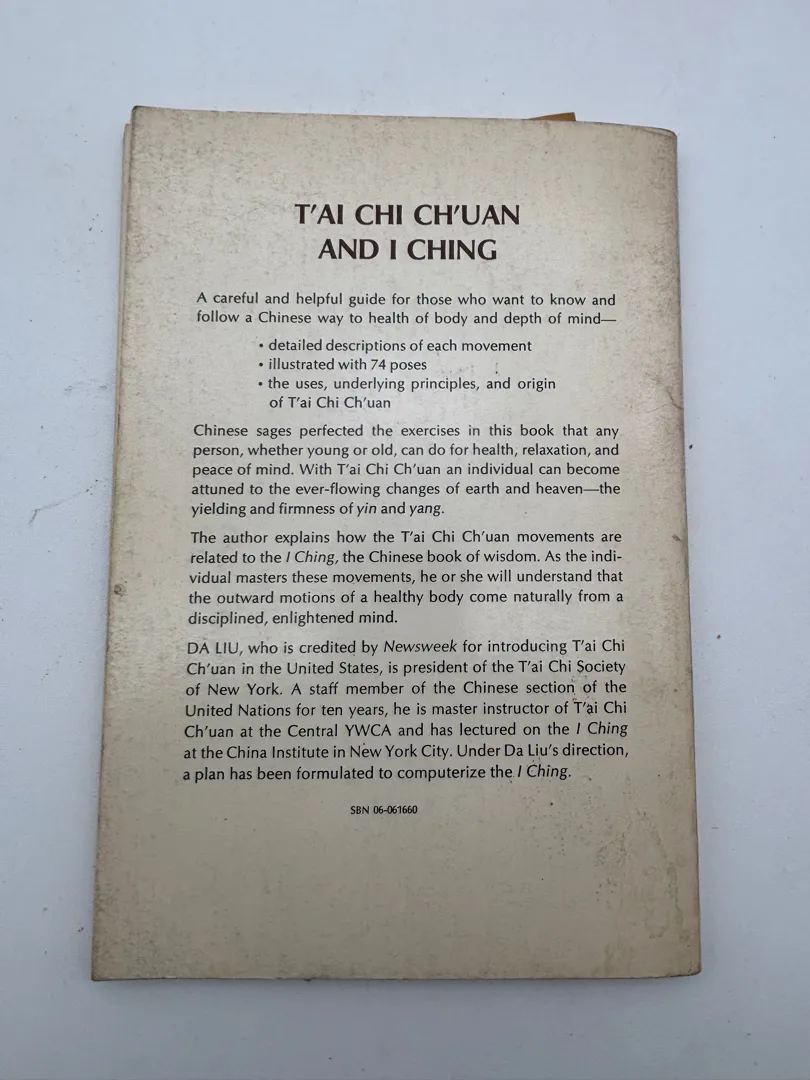 T'AI CHI CH'UAN
AND I CHING
A careful and helpful guide for those who want to know and
follow a Chinese way to health of body and depth of mind—
• detailed descriptions of each movement
• illustrated with 74 poses
• the uses, underlying principles, and origin
of T'ai Chi Ch'uan
Chinese sages perfected the exercises in this book that any
person, whether young or old, can do for health, relaxation, and
peace of mind. With T'ai Chi Ch'uan an individual can become
attuned to the ever-flowing changes of earth and heaven—the
yielding and firmness of yin and yang.
The author explains how the T'ai Chi Ch'uan movements are
related to the I Ching, the Chinese book of wisdom. As the indi-
vidual masters these movements, he or she will understand that
the outward motions of a healthy body come naturally from a
disciplined, enlightened mind.
DA LIU, who is credited by Newsweek for introducing T'ai Chi
Ch'uan in the United States, is president of the T'ai Chi Society
of New York. A staff member of the Chinese section of the
United Nations for ten years, he is master instructor of T'ai Chi
Ch'uan at the Central YWCA and has lectured on the I Ching
at the China Institute in New York City. Under Da Liu's direction,
a plan has been formulated to computerize the I Ching.
SBN 06-061660